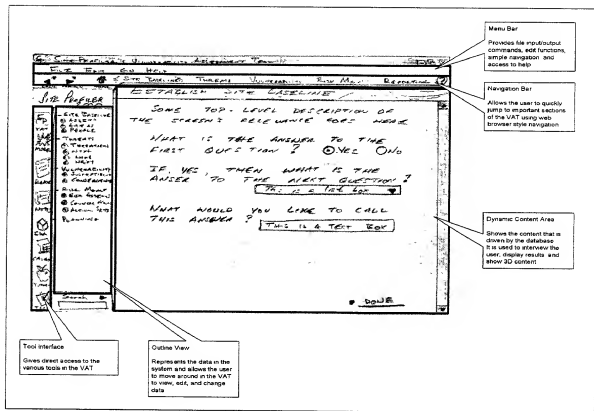 Menu Bar
Provides file input/output
commands, edit functions,
simple navigation and
access to help
Site Profiler's Vulnerability Assessment Tool
File Edit Go Help
Site Baseline Threats Vulnerability Risk Mgmt Reporting
Navigation Bar
Allows the user to quickly
jump to important sections
of the VAT using web
browser style navigation
Site Profiler
Establish Site Baseline
Some top-level description of
the screen's relevance goes here
What is the answer to the
first question? Yes No
If yes, then what is the
anser to the next question?
This is a list box
What would you like to call
this answer? This is a text box
Done
- Site Baseline
Assets
People
- Threats
Vulnerability
Risk Mgmt
Planning
Search
Dynamic Content Area
Shows the content that is
driven by the database
It is used to interview the
user, display results and
show 3D content
Tool Interface
Gives direct access to the
various tools in the VAT
Outline View
Represents the data in the
system and allows the user
to move around in the VAT
to view, edit, and change
data